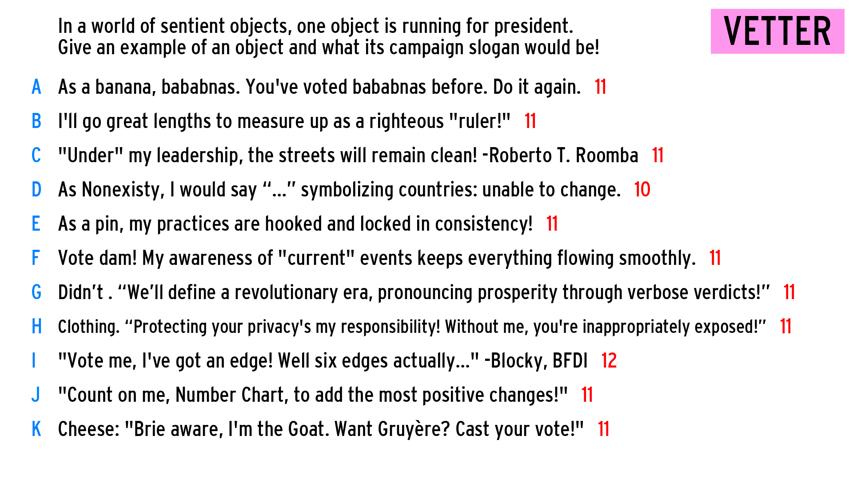 In a world of sentient objects, one object is running for president.
Give an example of an object and what its campaign slogan would be!
VETTER
A As a banana, bababnas. You've voted bababnas before. Do it again. 11
B I'll go great lengths to measure up as a righteous "ruler!" 11
C "Under" my leadership, the streets will remain clean! -Roberto T. Roomba 11
D As Nonexisty, I would say “...” symbolizing countries: unable to change. 10
E As a pin, my practices are hooked and locked in consistency! 11
F Vote dam! My awareness of "current" events keeps everything flowing smoothly. 11
G Didn’t . “We’ll define a revolutionary era, pronouncing prosperity through verbose verdicts!” 11
H Clothing. “Protecting your privacy's my responsibility! Without me, you're inappropriately exposed!” 11
I "Vote me, I've got an edge! Well six edges actually..." -Blocky, BFDI 12
J "Count on me, Number Chart, to add the most positive changes!" 11
K Cheese: "Brie aware, I'm the Goat. Want Gruyère? Cast your vote!" 11